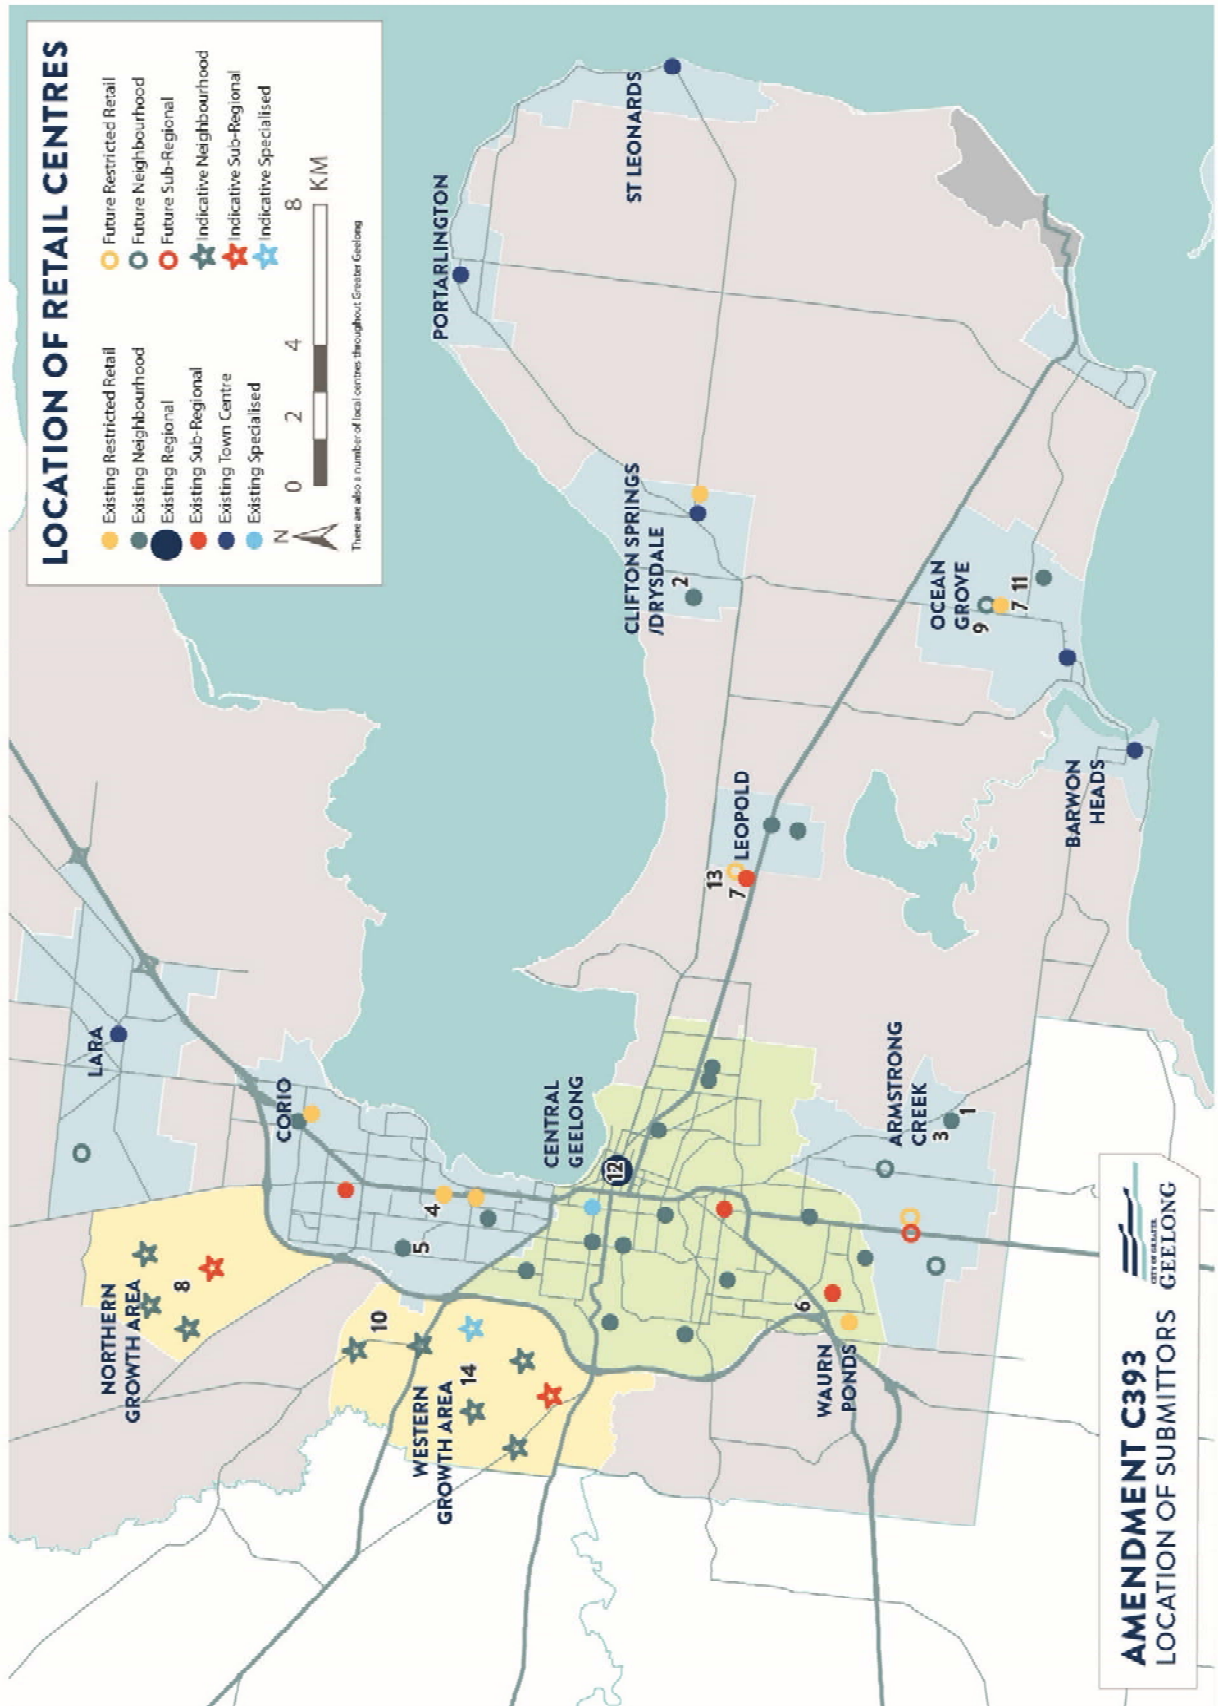 LOCATION OF RETAIL CENTRES
Existing Restricted Retail
Existing Neighbourhood
Existing Regional
Existing Sub-Regional
Existing Town Centre
Existing Specialised
Future Restricted Retail
Future Neighbourhood
Future Sub-Regional
Indicative Neighbourhood
Indicative Sub-Regional
Indicative Specialised
N
0 2 4 8 KM
There are also a number of local centres throughout Greater Geelong
NORTHERN
GROWTH AREA
8
LARA
CORIO
10
WESTERN
GROWTH AREA
14
4
5
CENTRAL
GEELONG
12
PORTARLINGTON
ST LEONARDS
CLIFTON SPRINGS
/DRYSDALE
2
13
7
LEOPOLD
OCEAN
GROVE
9
7 11
BARWON
HEADS
6
WAURN
PONDS
ARMSTRONG
CREEK
3
1
AMENDMENT C393
LOCATION OF SUBMITTORS
CITY OF GREATER
GEELONG